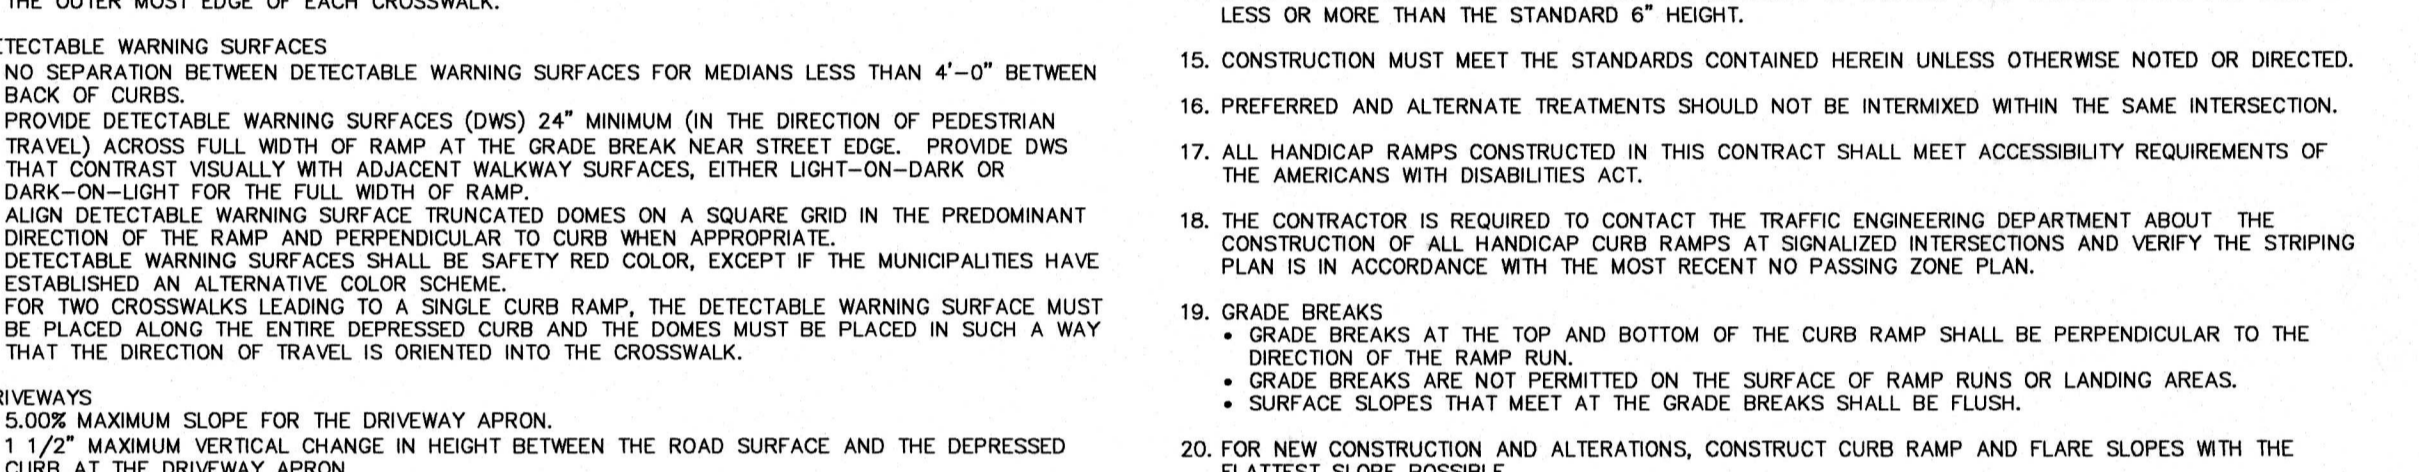 THE OUTER MOST EDGE OF EACH CROSSWALK.
ETECTABLE WARNING SURFACES
NO SEPARATION BETWEEN DETECTABLE WARNING SURFACES FOR MEDIANS LESS THAN 4'-0" BETWEEN
BACK OF CURBS.
PROVIDE DETECTABLE WARNING SURFACES (DWS) 24" MINIMUM (IN THE DIRECTION OF PEDESTRIAN
TRAVEL) ACROSS FULL WIDTH OF RAMP AT THE GRADE BREAK NEAR STREET EDGE. PROVIDE DWS
THAT CONTRAST VISUALLY WITH ADJACENT WALKWAY SURFACES, EITHER LIGHT-ON-DARK OR
DARK-ON-LIGHT FOR THE FULL WIDTH OF RAMP.
ALIGN DETECTABLE WARNING SURFACE TRUNCATED DOMES ON A SQUARE GRID IN THE PREDOMINANT
DIRECTION OF THE RAMP AND PERPENDICULAR TO CURB WHEN APPROPRIATE.
DETECTABLE WARNING SURFACES SHALL BE SAFETY RED COLOR, EXCEPT IF THE MUNICIPALITIES HAVE
ESTABLISHED AN ALTERNATIVE COLOR SCHEME.
FOR TWO CROSSWALKS LEADING TO A SINGLE CURB RAMP, THE DETECTABLE WARNING SURFACE MUST
BE PLACED ALONG THE ENTIRE DEPRESSED CURB AND THE DOMES MUST BE PLACED IN SUCH A WAY
THAT THE DIRECTION OF TRAVEL IS ORIENTED INTO THE CROSSWALK.
RIVEWAYS
5.00% MAXIMUM SLOPE FOR THE DRIVEWAY APRON.
1 1/2" MAXIMUM VERTICAL CHANGE IN HEIGHT BETWEEN THE ROAD SURFACE AND THE DEPRESSED
CURB AT THE DRIVEWAY APRON
LESS OR MORE THAN THE STANDARD 6" HEIGHT.
15. CONSTRUCTION MUST MEET THE STANDARDS CONTAINED HEREIN UNLESS OTHERWISE NOTED OR DIRECTED.
16. PREFERRED AND ALTERNATE TREATMENTS SHOULD NOT BE INTERMIXED WITHIN THE SAME INTERSECTION.
17. ALL HANDICAP RAMPS CONSTRUCTED IN THIS CONTRACT SHALL MEET ACCESSIBILITY REQUIREMENTS OF
THE AMERICANS WITH DISABILITIES ACT.
18. THE CONTRACTOR IS REQUIRED TO CONTACT THE TRAFFIC ENGINEERING DEPARTMENT ABOUT THE
CONSTRUCTION OF ALL HANDICAP CURB RAMPS AT SIGNALIZED INTERSECTIONS AND VERIFY THE STRIPING
PLAN IS IN ACCORDANCE WITH THE MOST RECENT NO PASSING ZONE PLAN.
19. GRADE BREAKS
• GRADE BREAKS AT THE TOP AND BOTTOM OF THE CURB RAMP SHALL BE PERPENDICULAR TO THE
DIRECTION OF THE RAMP RUN.
• GRADE BREAKS ARE NOT PERMITTED ON THE SURFACE OF RAMP RUNS OR LANDING AREAS.
• SURFACE SLOPES THAT MEET AT THE GRADE BREAKS SHALL BE FLUSH.
20. FOR NEW CONSTRUCTION AND ALTERATIONS, CONSTRUCT CURB RAMP AND FLARE SLOPES WITH THE
FLATTEST SLOPE POSSIBLE